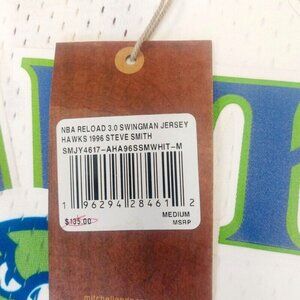 NBA RELOAD 3.0 SWINGMAN JERSEY
HAWKS 1996 STEVE SMITH
SMJY4617-AHA96SSMWHIT-M
1 96294 28461 2
$135.00
MEDIUM
MSRP